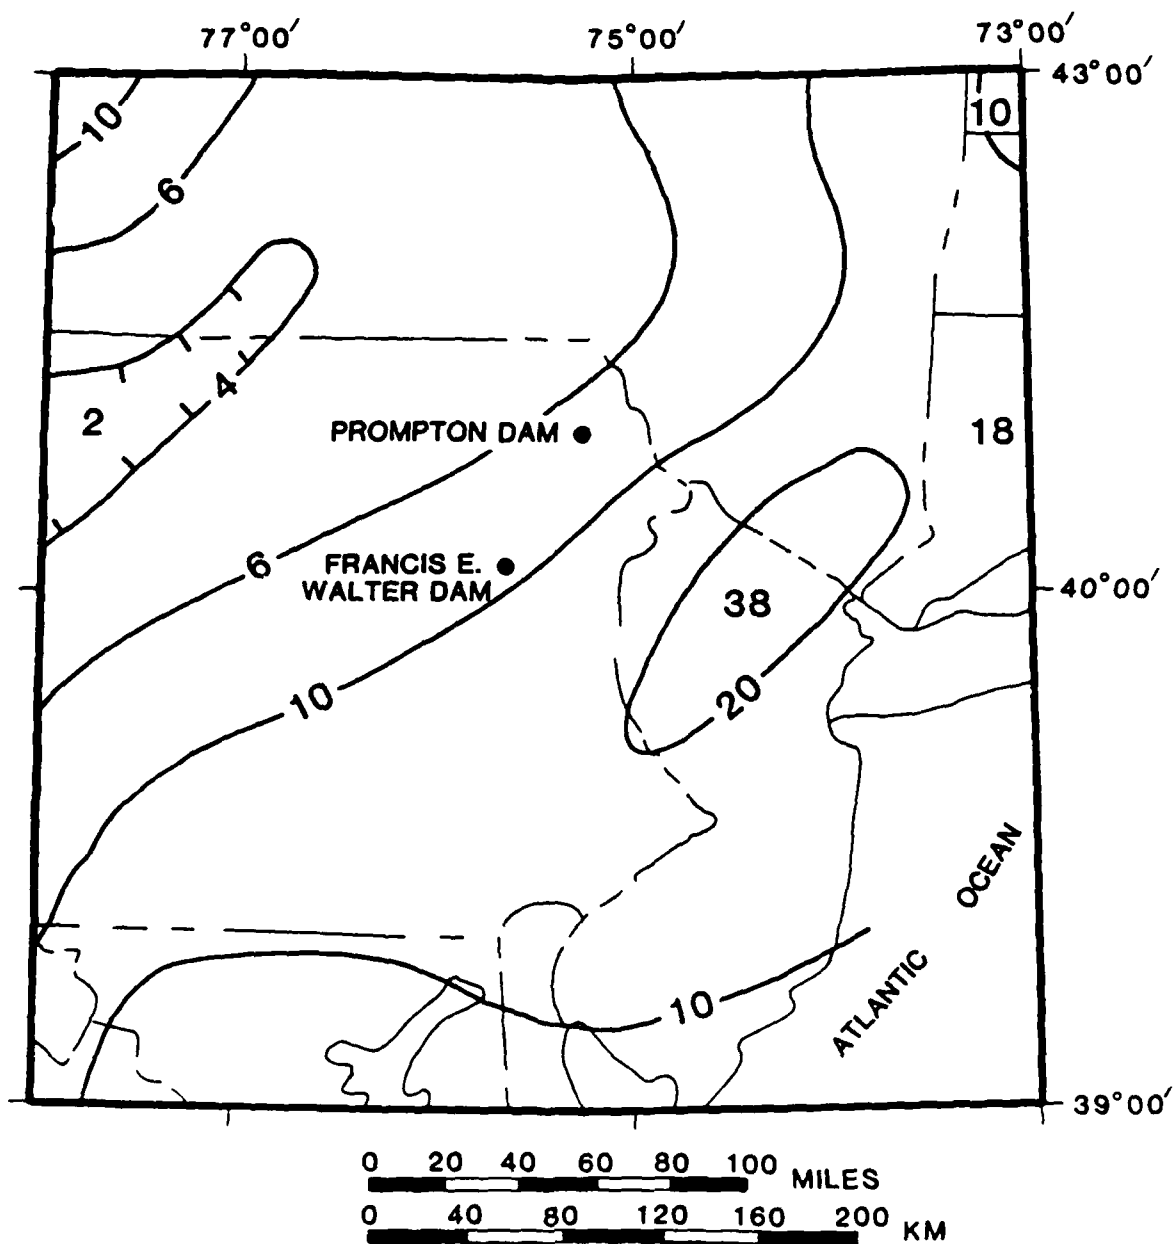 77°00′ 75°00′ 73°00′
43°00′
10
10
6
4
2
18
PROMPTON DAM
6
FRANCIS E.
WALTER DAM
40°00′
38
10
20
OCEAN
ATLANTIC
10
39°00′
0 20 40 60 80 100 MILES
0 40 80 120 160 200 KM